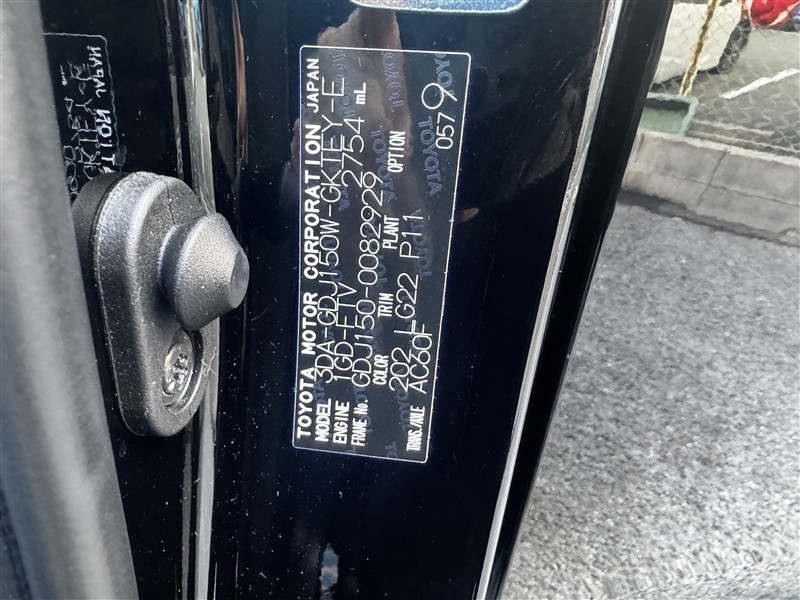 TOYOTA MOTOR CORPORATION JAPAN
MODEL 3DA-GDJ150W-GKTEY-E
ENGINE 1GD-FTV 2754 mL
FRAME No. GDJ150-0082929
COLOR TRIM PLANT OPTION
202 LG22 P11 0579
TRANS./AXLE AC60F